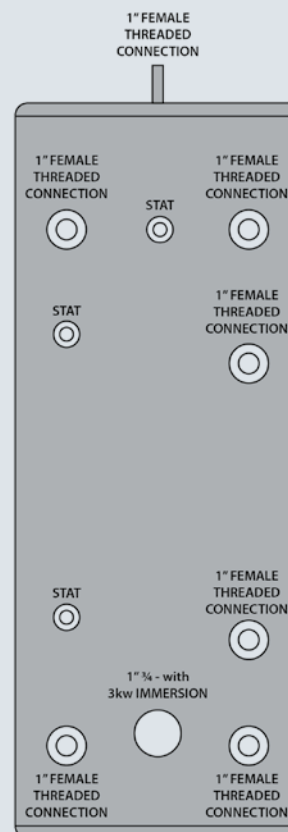 1" FEMALE
THREADED
CONNECTION
1" FEMALE
THREADED
CONNECTION
1" FEMALE
THREADED
CONNECTION
STAT
STAT
1" FEMALE
THREADED
CONNECTION
STAT
1" FEMALE
THREADED
CONNECTION
1" ¾ - with
3kw IMMERSION
1" FEMALE
THREADED
CONNECTION
1" FEMALE
THREADED
CONNECTION